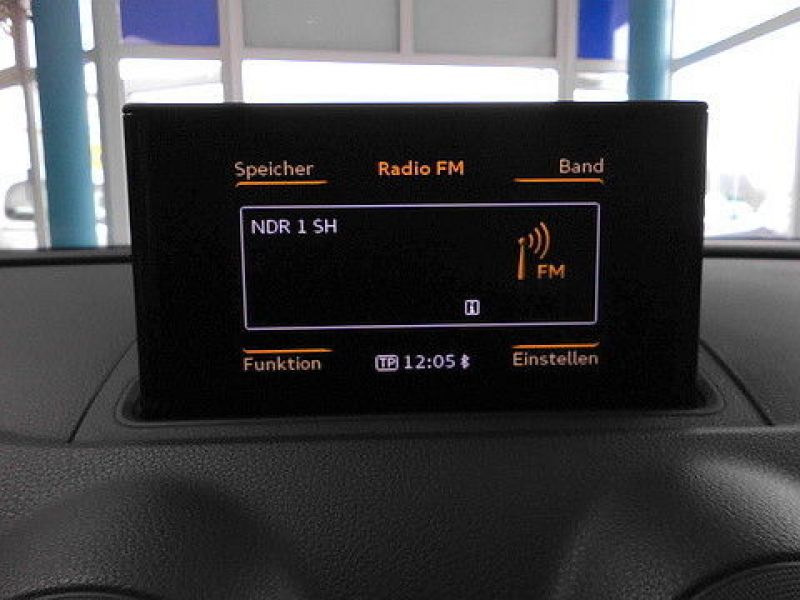 Speicher Radio FM Band
NDR 1 SH
FM
i
Funktion TP 12:05 Einstellen